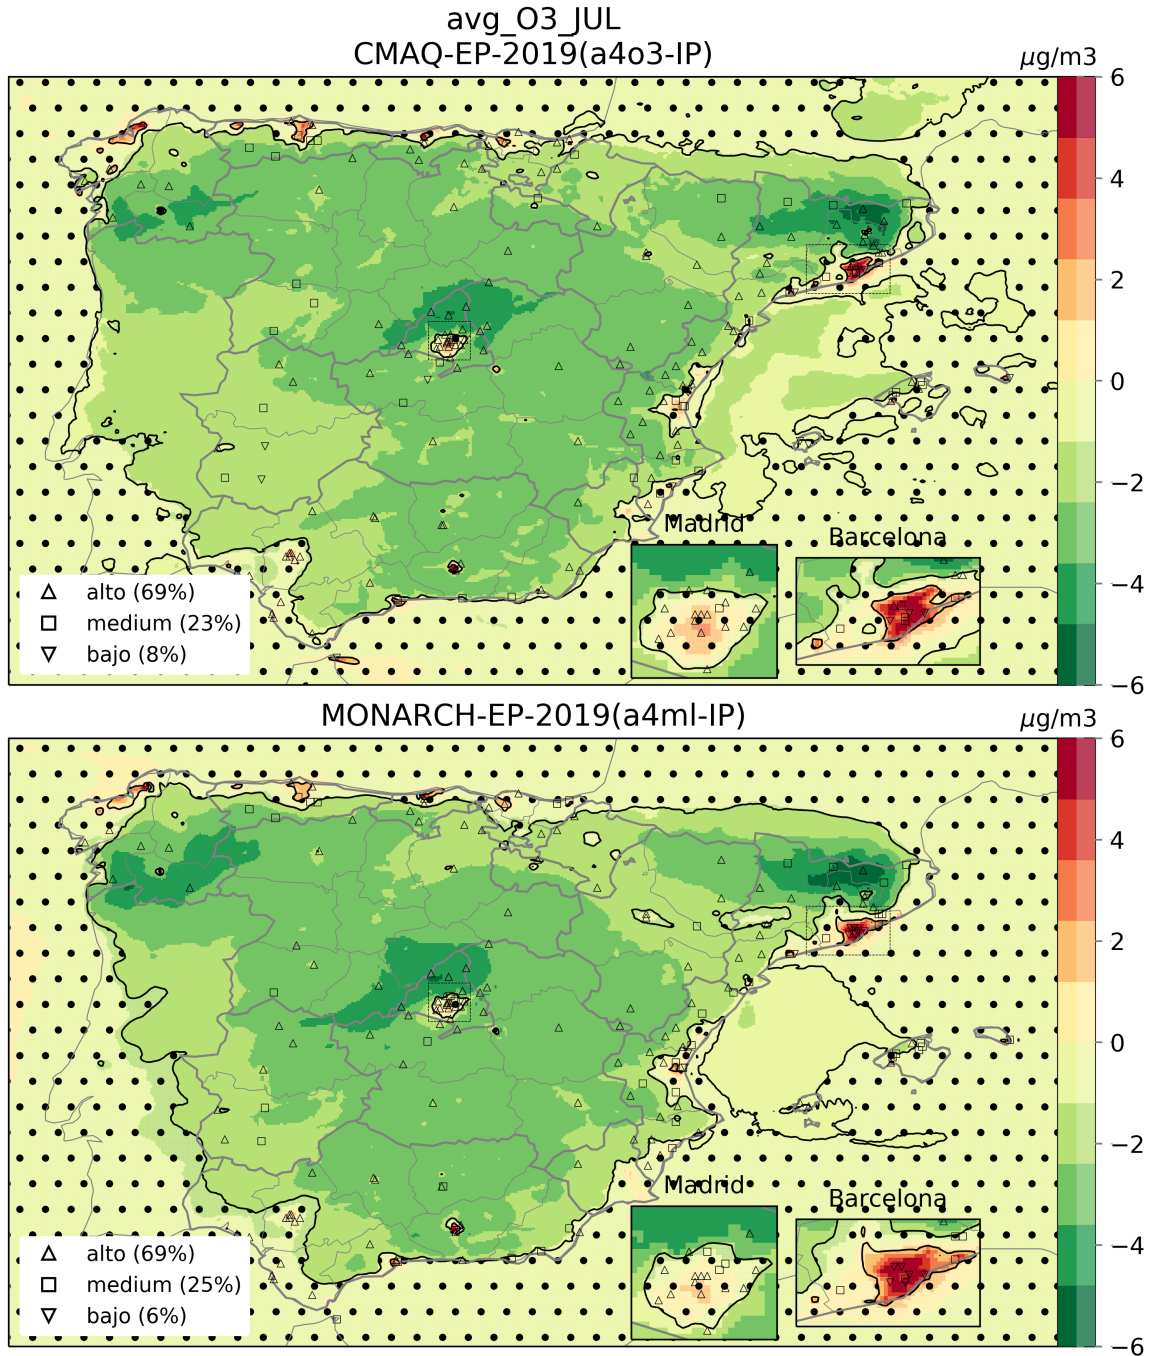 avg_O3_JUL
CMAQ-EP-2019(a4o3-IP)
μg/m3
6
4
2
0
−2
−4
−6
Madrid
Barcelona
alto (69%)
medium (23%)
bajo (8%)
MONARCH-EP-2019(a4ml-IP)
μg/m3
6
4
2
0
−2
−4
−6
Madrid
Barcelona
alto (69%)
medium (25%)
bajo (6%)